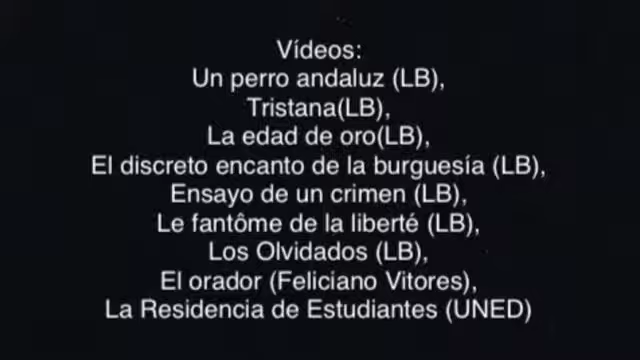 Vídeos:
Un perro andaluz (LB),
Tristana(LB),
La edad de oro(LB),
El discreto encanto de la burguesía (LB),
Ensayo de un crimen (LB),
Le fantôme de la liberté (LB),
Los Olvidados (LB),
El orador (Feliciano Vitores),
La Residencia de Estudiantes (UNED)